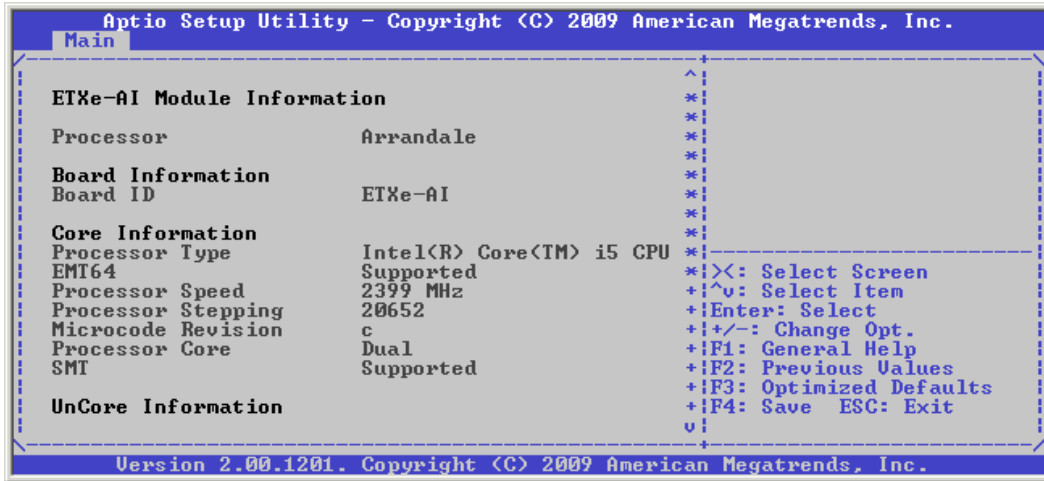 Aptio Setup Utility - Copyright (C) 2009 American Megatrends, Inc.
Main
ETXe-AI Module Information
Processor Arrandale
Board Information
Board ID ETXe-AI
Core Information
Processor Type Intel(R) Core(TM) i5 CPU
EMT64 Supported
Processor Speed 2399 MHz
Processor Stepping 20652
Microcode Revision c
Processor Core Dual
SMT Supported
UnCore Information
><: Select Screen
^v: Select Item
Enter: Select
+/-: Change Opt.
F1: General Help
F2: Previous Values
F3: Optimized Defaults
F4: Save ESC: Exit
Version 2.00.1201. Copyright (C) 2009 American Megatrends, Inc.